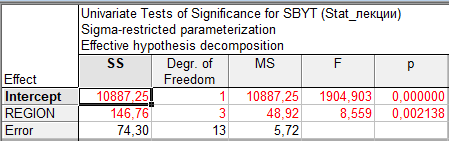 Univariate Tests of Significance for SBYT (Stat_лекции)
Sigma-restricted parameterization
Effective hypothesis decomposition
Effect SS Degr. of Freedom MS F p
Intercept 10887,25 1 10887,25 1904,903 0,000000
REGION 146,76 3 48,92 8,559 0,002138
Error 74,30 13 5,72